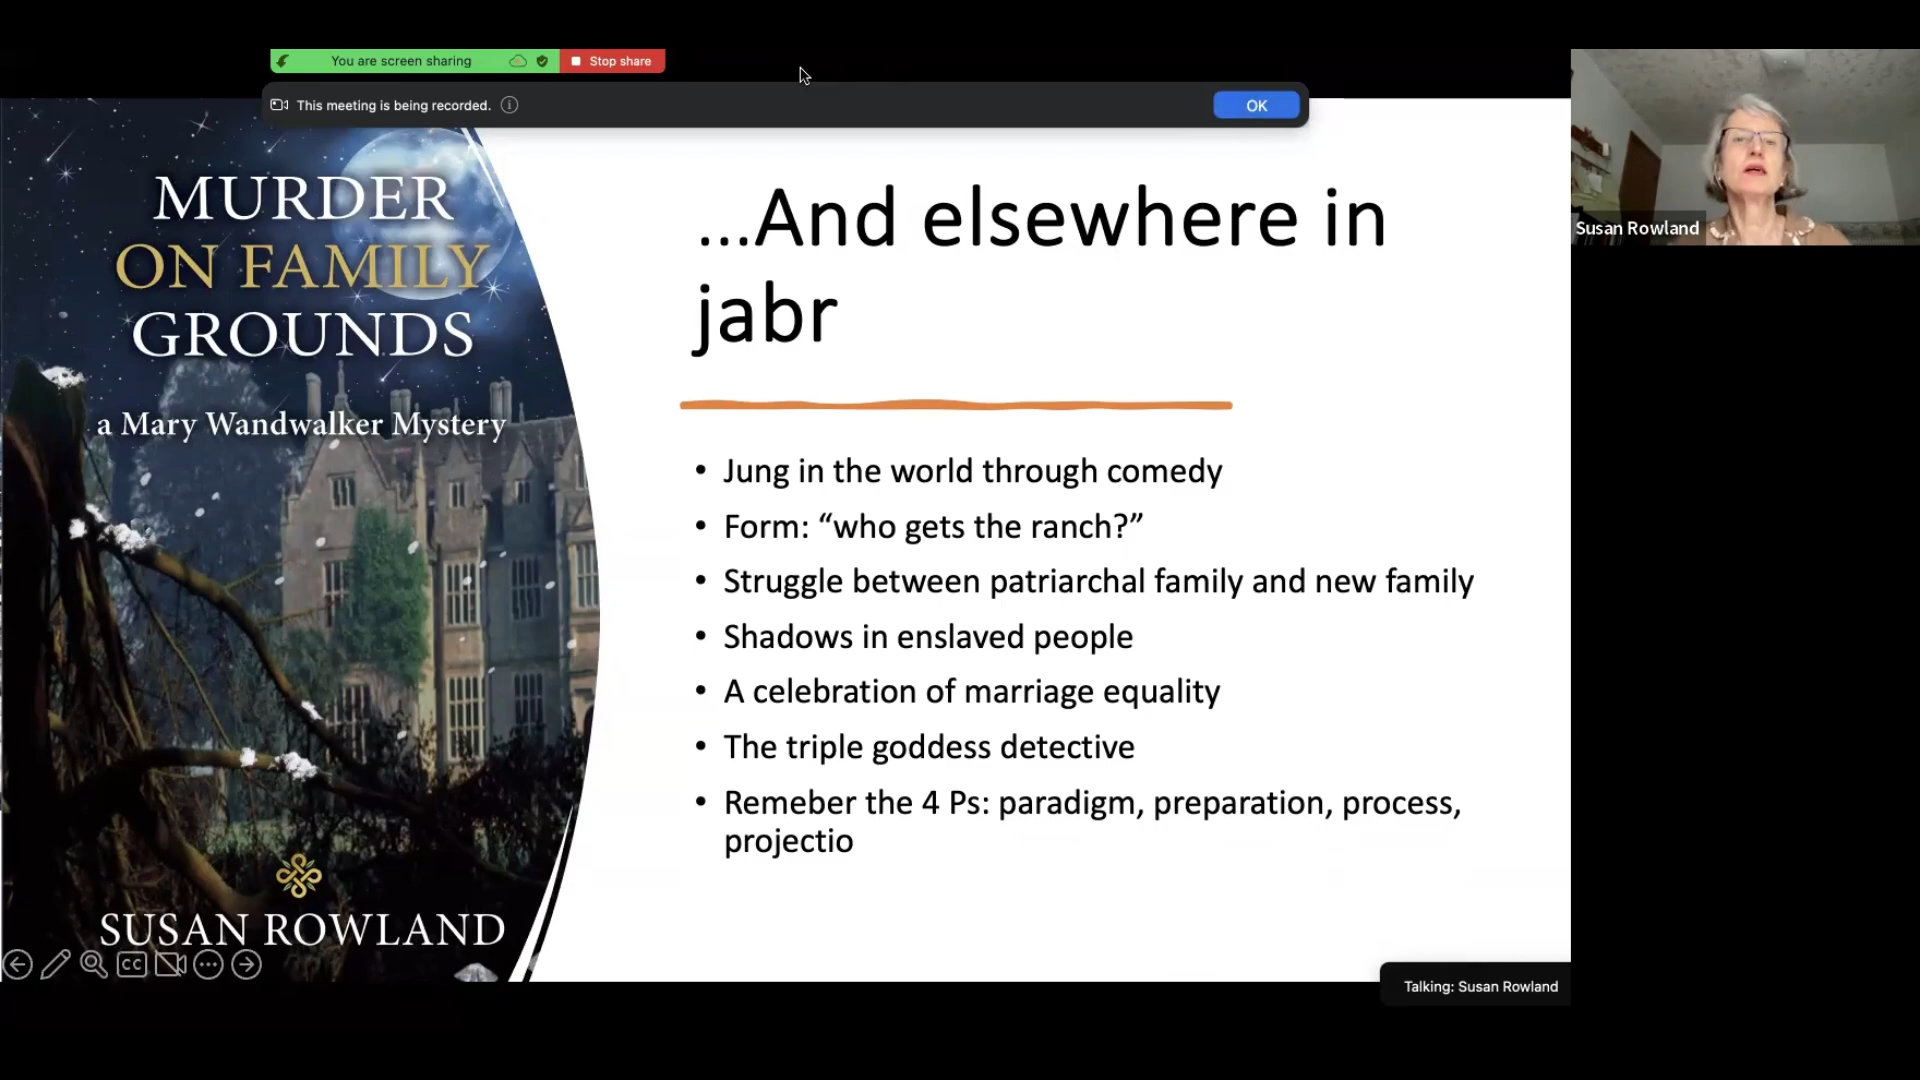 You are screen sharing
Stop share
This meeting is being recorded.
OK
MURDER
ON FAMILY
GROUNDS
a Mary Wandwalker Mystery
SUSAN ROWLAND
CC
...And elsewhere in
jabr
• Jung in the world through comedy
• Form: “who gets the ranch?”
• Struggle between patriarchal family and new family
• Shadows in enslaved people
• A celebration of marriage equality
• The triple goddess detective
• Remeber the 4 Ps: paradigm, preparation, process,
projectio
Susan Rowland
Talking: Susan Rowland